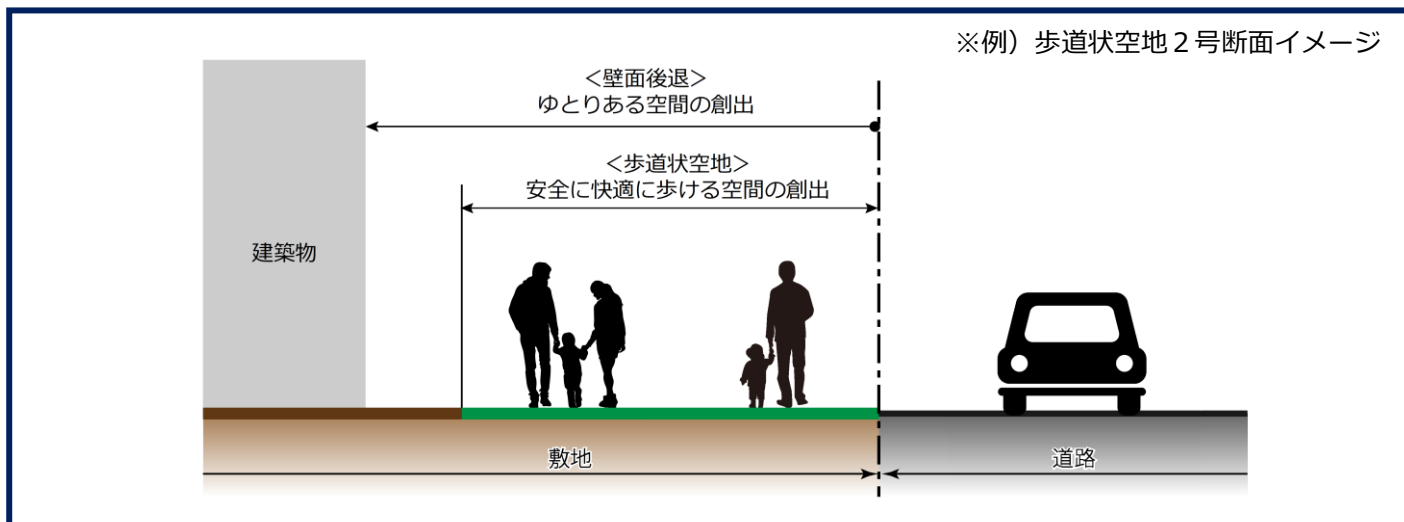 ※例）歩道状空地２号断面イメージ
＜壁面後退＞
ゆとりある空間の創出
＜歩道状空地＞
安全に快適に歩ける空間の創出
建築物
敷地
道路